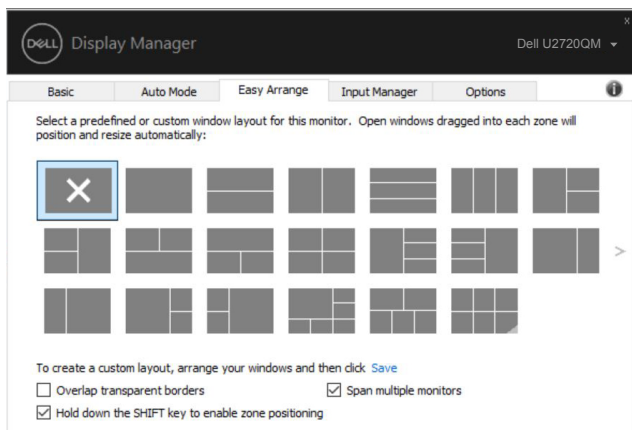 x
DELL Display Manager
Dell U2720QM
Basic Auto Mode Easy Arrange Input Manager Options
Select a predefined or custom window layout for this monitor. Open windows dragged into each zone will
position and resize automatically:
To create a custom layout, arrange your windows and then click Save
Overlap transparent borders
Span multiple monitors
Hold down the SHIFT key to enable zone positioning